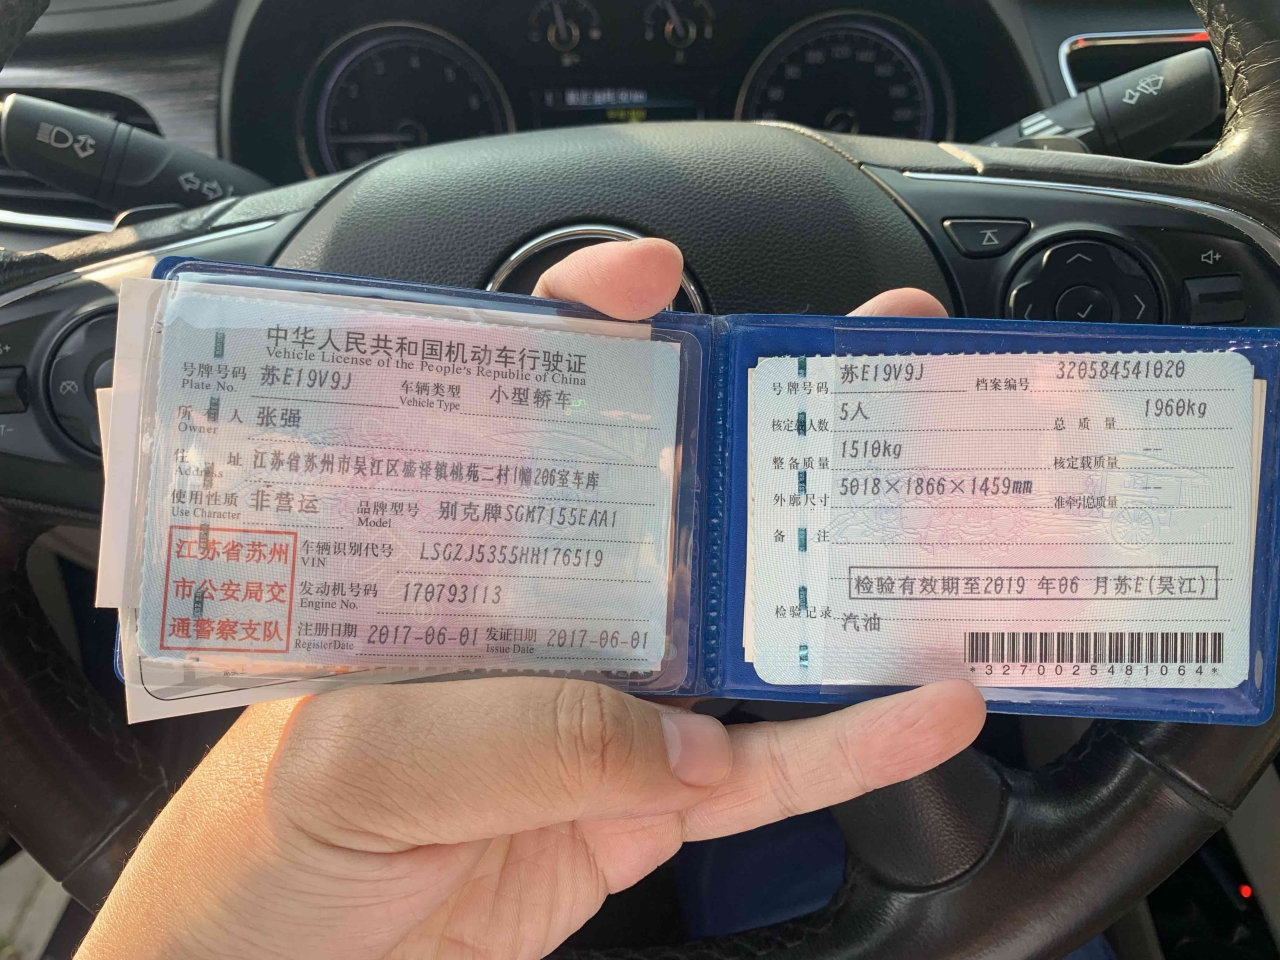 中华人民共和国机动车行驶证
Vehicle License of the People's Republic of China
号牌号码 苏E19V9J 车辆类型 小型轿车
Plate No. Vehicle Type
所有人 张强
Owner
住址 江苏省苏州市吴江区盛泽镇桃苑二村1幢206室车库
Address
使用性质 非营运 品牌型号 别克牌SGM7155EAA1
Use Character Model
江苏省苏州
市公安局交
通警察支队
车辆识别代号 LSGZJ5355HH176519
VIN
发动机号码 170793113
Engine No.
注册日期 2017-06-01 发证日期 2017-06-01
Register Date Issue Date
号牌号码 苏E19V9J 档案编号 320584541020
核定载人数 5人 总质量 1960kg
整备质量 1510kg 核定载质量 --
外廓尺寸 5018×1866×1459mm 准牵引总质量 --
备注
检验有效期至2019 年06 月苏E(吴江)
检验记录
汽油
*3270025481064*